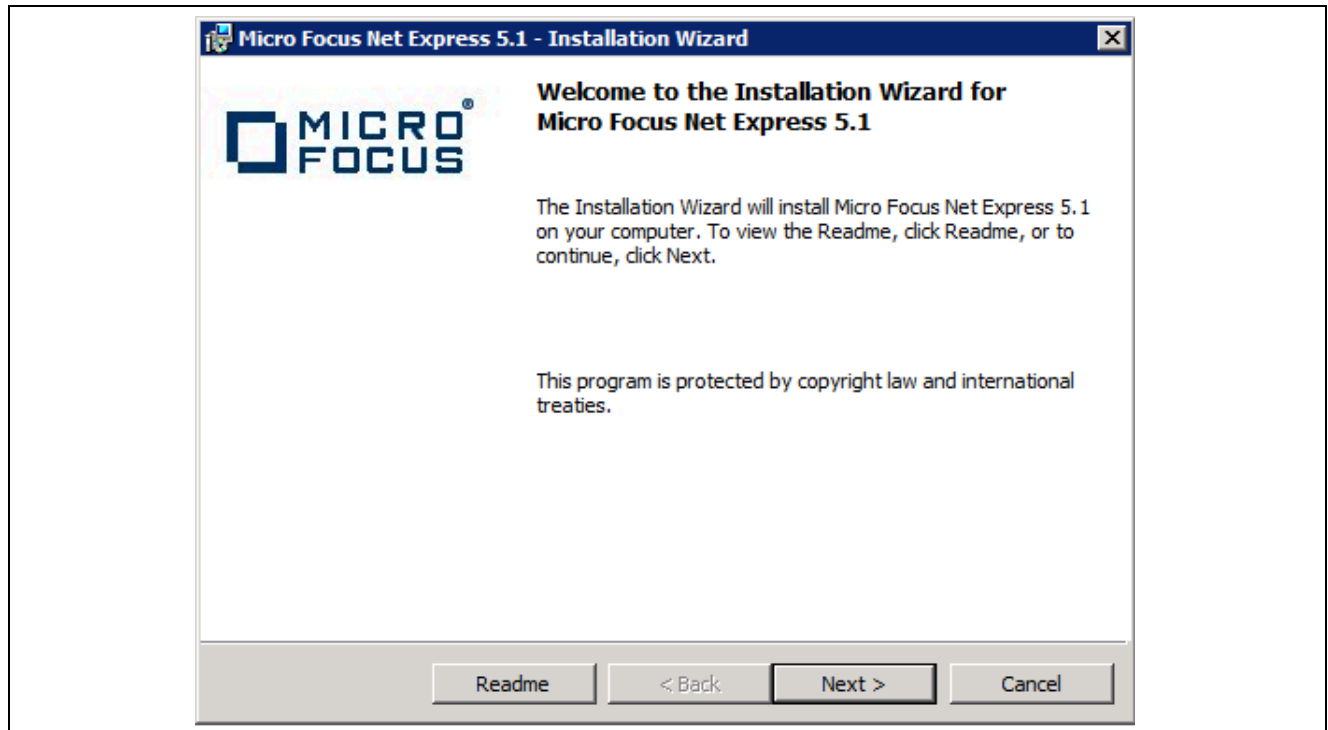 Micro Focus Net Express 5.1 - Installation Wizard
MICRO®
FOCUS
Welcome to the Installation Wizard for
Micro Focus Net Express 5.1
The Installation Wizard will install Micro Focus Net Express 5.1
on your computer. To view the Readme, click Readme, or to
continue, click Next.
This program is protected by copyright law and international
treaties.
Readme
< Back
Next >
Cancel